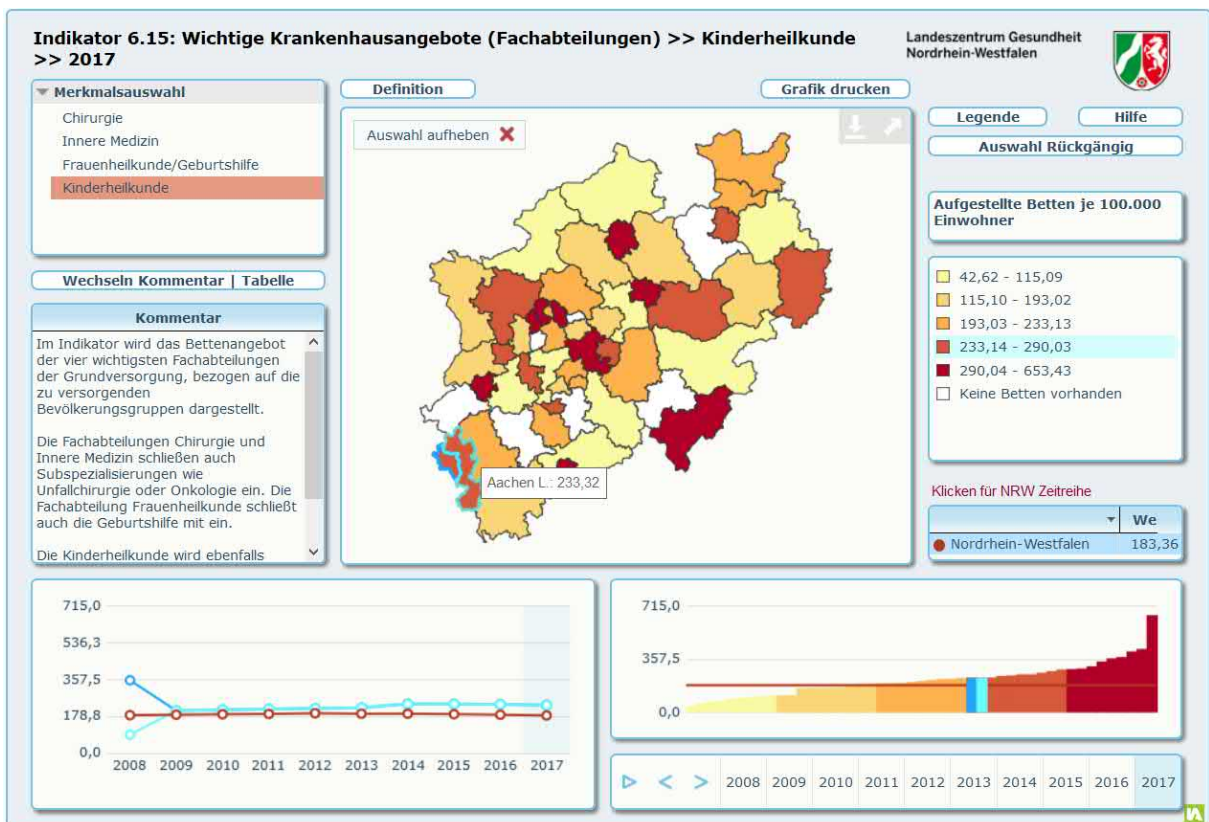 Indikator 6.15: Wichtige Krankenhausangebote (Fachabteilungen) >> Kinderheilkunde
>> 2017
Landeszentrum Gesundheit
Nordrhein-Westfalen
Merkmalsauswahl
Chirurgie
Innere Medizin
Frauenheilkunde/Geburtshilfe
Kinderheilkunde
Wechseln Kommentar | Tabelle
Kommentar
Im Indikator wird das Bettenangebot
der vier wichtigsten Fachabteilungen
der Grundversorgung, bezogen auf die
zu versorgenden
Bevölkerungsgruppen dargestellt.
Die Fachabteilungen Chirurgie und
Innere Medizin schließen auch
Subspezialisierungen wie
Unfallchirurgie oder Onkologie ein. Die
Fachabteilung Frauenheilkunde schließt
auch die Geburtshilfe mit ein.
Die Kinderheilkunde wird ebenfalls
Definition
Grafik drucken
Auswahl aufheben
Aachen L.: 233,32
Legende
Hilfe
Auswahl Rückgängig
Aufgestellte Betten je 100.000
Einwohner
42,62 - 115,09
115,10 - 193,02
193,03 - 233,13
233,14 - 290,03
290,04 - 653,43
Keine Betten vorhanden
Klicken für NRW Zeitreihe
We
Nordrhein-Westfalen 183,36
715,0
536,3
357,5
178,8
0,0
2008 2009 2010 2011 2012 2013 2014 2015 2016 2017
715,0
357,5
0,0
2008 2009 2010 2011 2012 2013 2014 2015 2016 2017